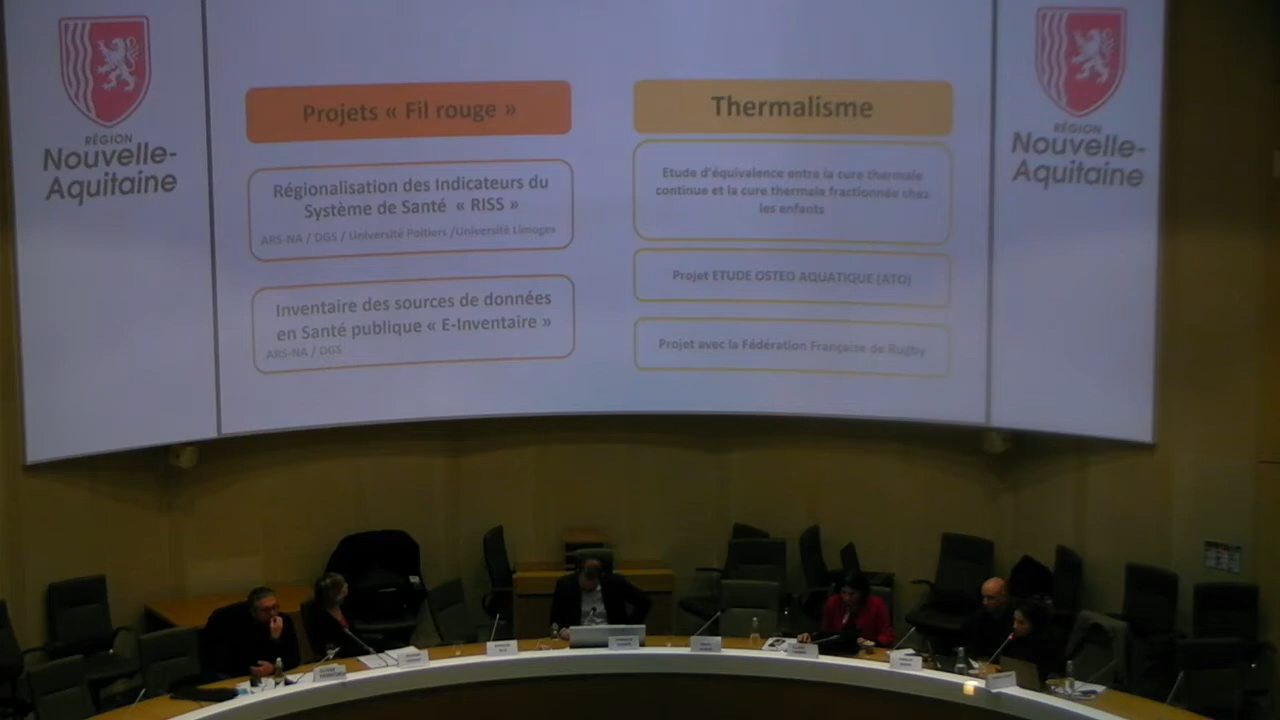 RÉGION
Nouvelle-
Aquitaine
Projets « Fil rouge »
Régionalisation des Indicateurs du
Système de Santé « RISS »
ARS-NA / DGS / Université Poitiers /Université Limoges
Inventaire des sources de données
en Santé publique « E-Inventaire »
ARS-NA / DGS
Thermalisme
Etude d'équivalence entre la cure thermale
continue et la cure thermale fractionnée chez
les enfants
Projet ETUDE OSTEO AQUATIQUE (ATO)
Projet avec la Fédération Française de Rugby
RÉGION
Nouvelle-
Aquitaine